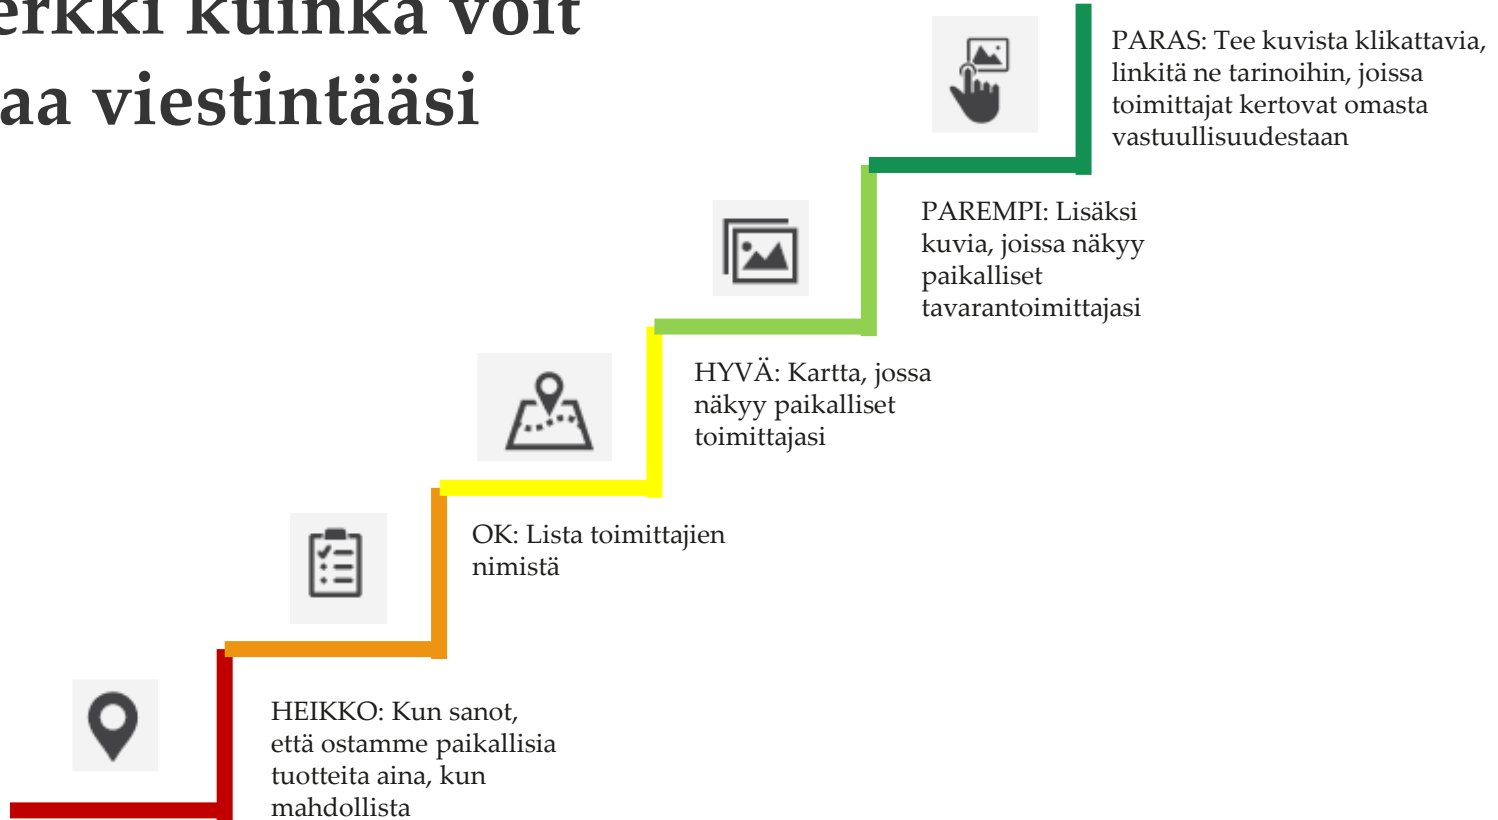 erkki kuinka voit
aa viestintääsi
PARAS: Tee kuvista klikattavia,
linkitä ne tarinoihin, joissa
toimittajat kertovat omasta
vastuullisuudestaan
PAREMPI: Lisäksi
kuvia, joissa näkyy
paikalliset
tavarantoimittajasi
HYVÄ: Kartta, jossa
näkyy paikalliset
toimittajasi
OK: Lista toimittajien
nimistä
HEIKKO: Kun sanot,
että ostamme paikallisia
tuotteita aina, kun
mahdollista